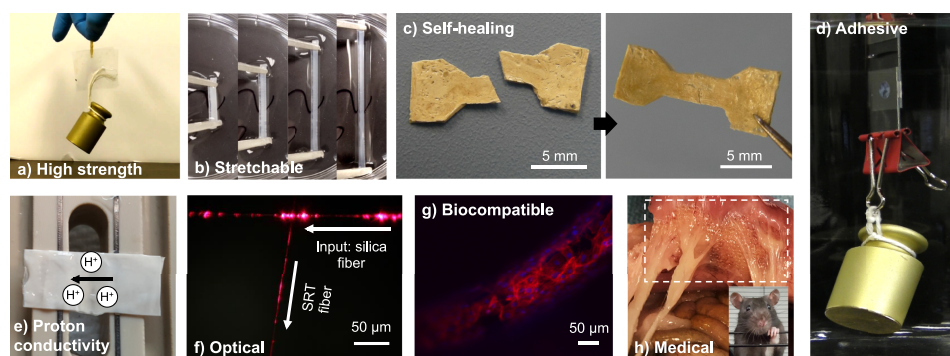 a) High strength
b) Stretchable
c) Self-healing
5 mm
5 mm
d) Adhesive
H⁺
H⁺
H⁺
e) Proton
conductivity
Input: silica
fiber
SRT
fiber
50 µm
f) Optical
g) Biocompatible
50 µm
h) Medical